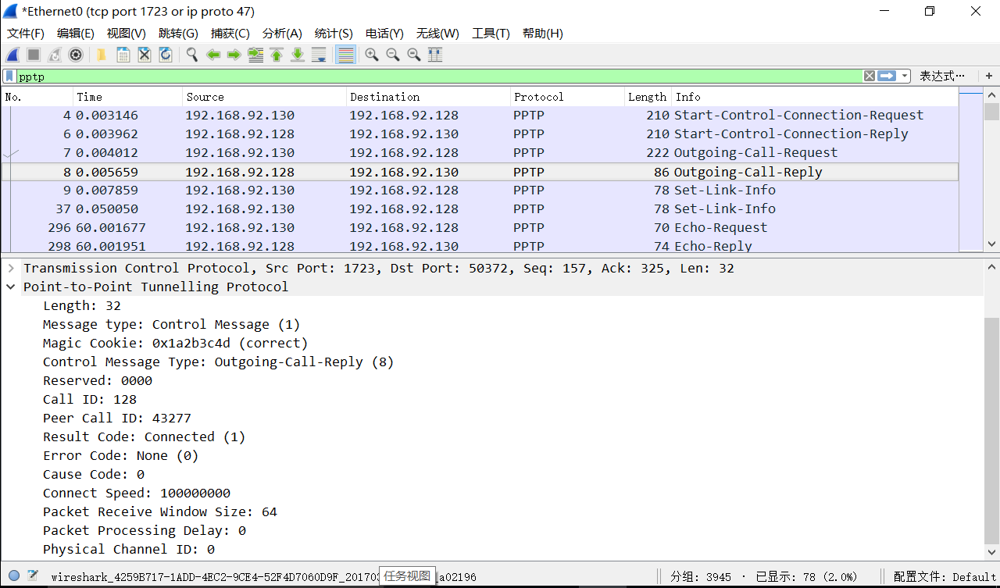 *Ethernet0 (tcp port 1723 or ip proto 47)
文件(F) 编辑(E) 视图(V) 跳转(G) 捕获(C) 分析(A) 统计(S) 电话(Y) 无线(W) 工具(T) 帮助(H)
pptp 表达式… +
No. Time Source Destination Protocol Length Info
4 0.003146 192.168.92.130 192.168.92.128 PPTP 210 Start-Control-Connection-Request
6 0.003962 192.168.92.128 192.168.92.130 PPTP 210 Start-Control-Connection-Reply
7 0.004012 192.168.92.130 192.168.92.128 PPTP 222 Outgoing-Call-Request
8 0.005659 192.168.92.128 192.168.92.130 PPTP 86 Outgoing-Call-Reply
9 0.007859 192.168.92.130 192.168.92.128 PPTP 78 Set-Link-Info
37 0.050050 192.168.92.130 192.168.92.128 PPTP 78 Set-Link-Info
296 60.001677 192.168.92.130 192.168.92.128 PPTP 70 Echo-Request
298 60.001951 192.168.92.128 192.168.92.130 PPTP 74 Echo-Reply
Transmission Control Protocol, Src Port: 1723, Dst Port: 50372, Seq: 157, Ack: 325, Len: 32
Point-to-Point Tunnelling Protocol
Length: 32
Message type: Control Message (1)
Magic Cookie: 0x1a2b3c4d (correct)
Control Message Type: Outgoing-Call-Reply (8)
Reserved: 0000
Call ID: 128
Peer Call ID: 43277
Result Code: Connected (1)
Error Code: None (0)
Cause Code: 0
Connect Speed: 100000000
Packet Receive Window Size: 64
Packet Processing Delay: 0
Physical Channel ID: 0
wireshark_4259B717-1ADD-4EC2-9CE4-52F4D7060D9F_20170 任务视图 a02196 分组: 3945 · 已显示: 78 (2.0%) 配置文件: Default